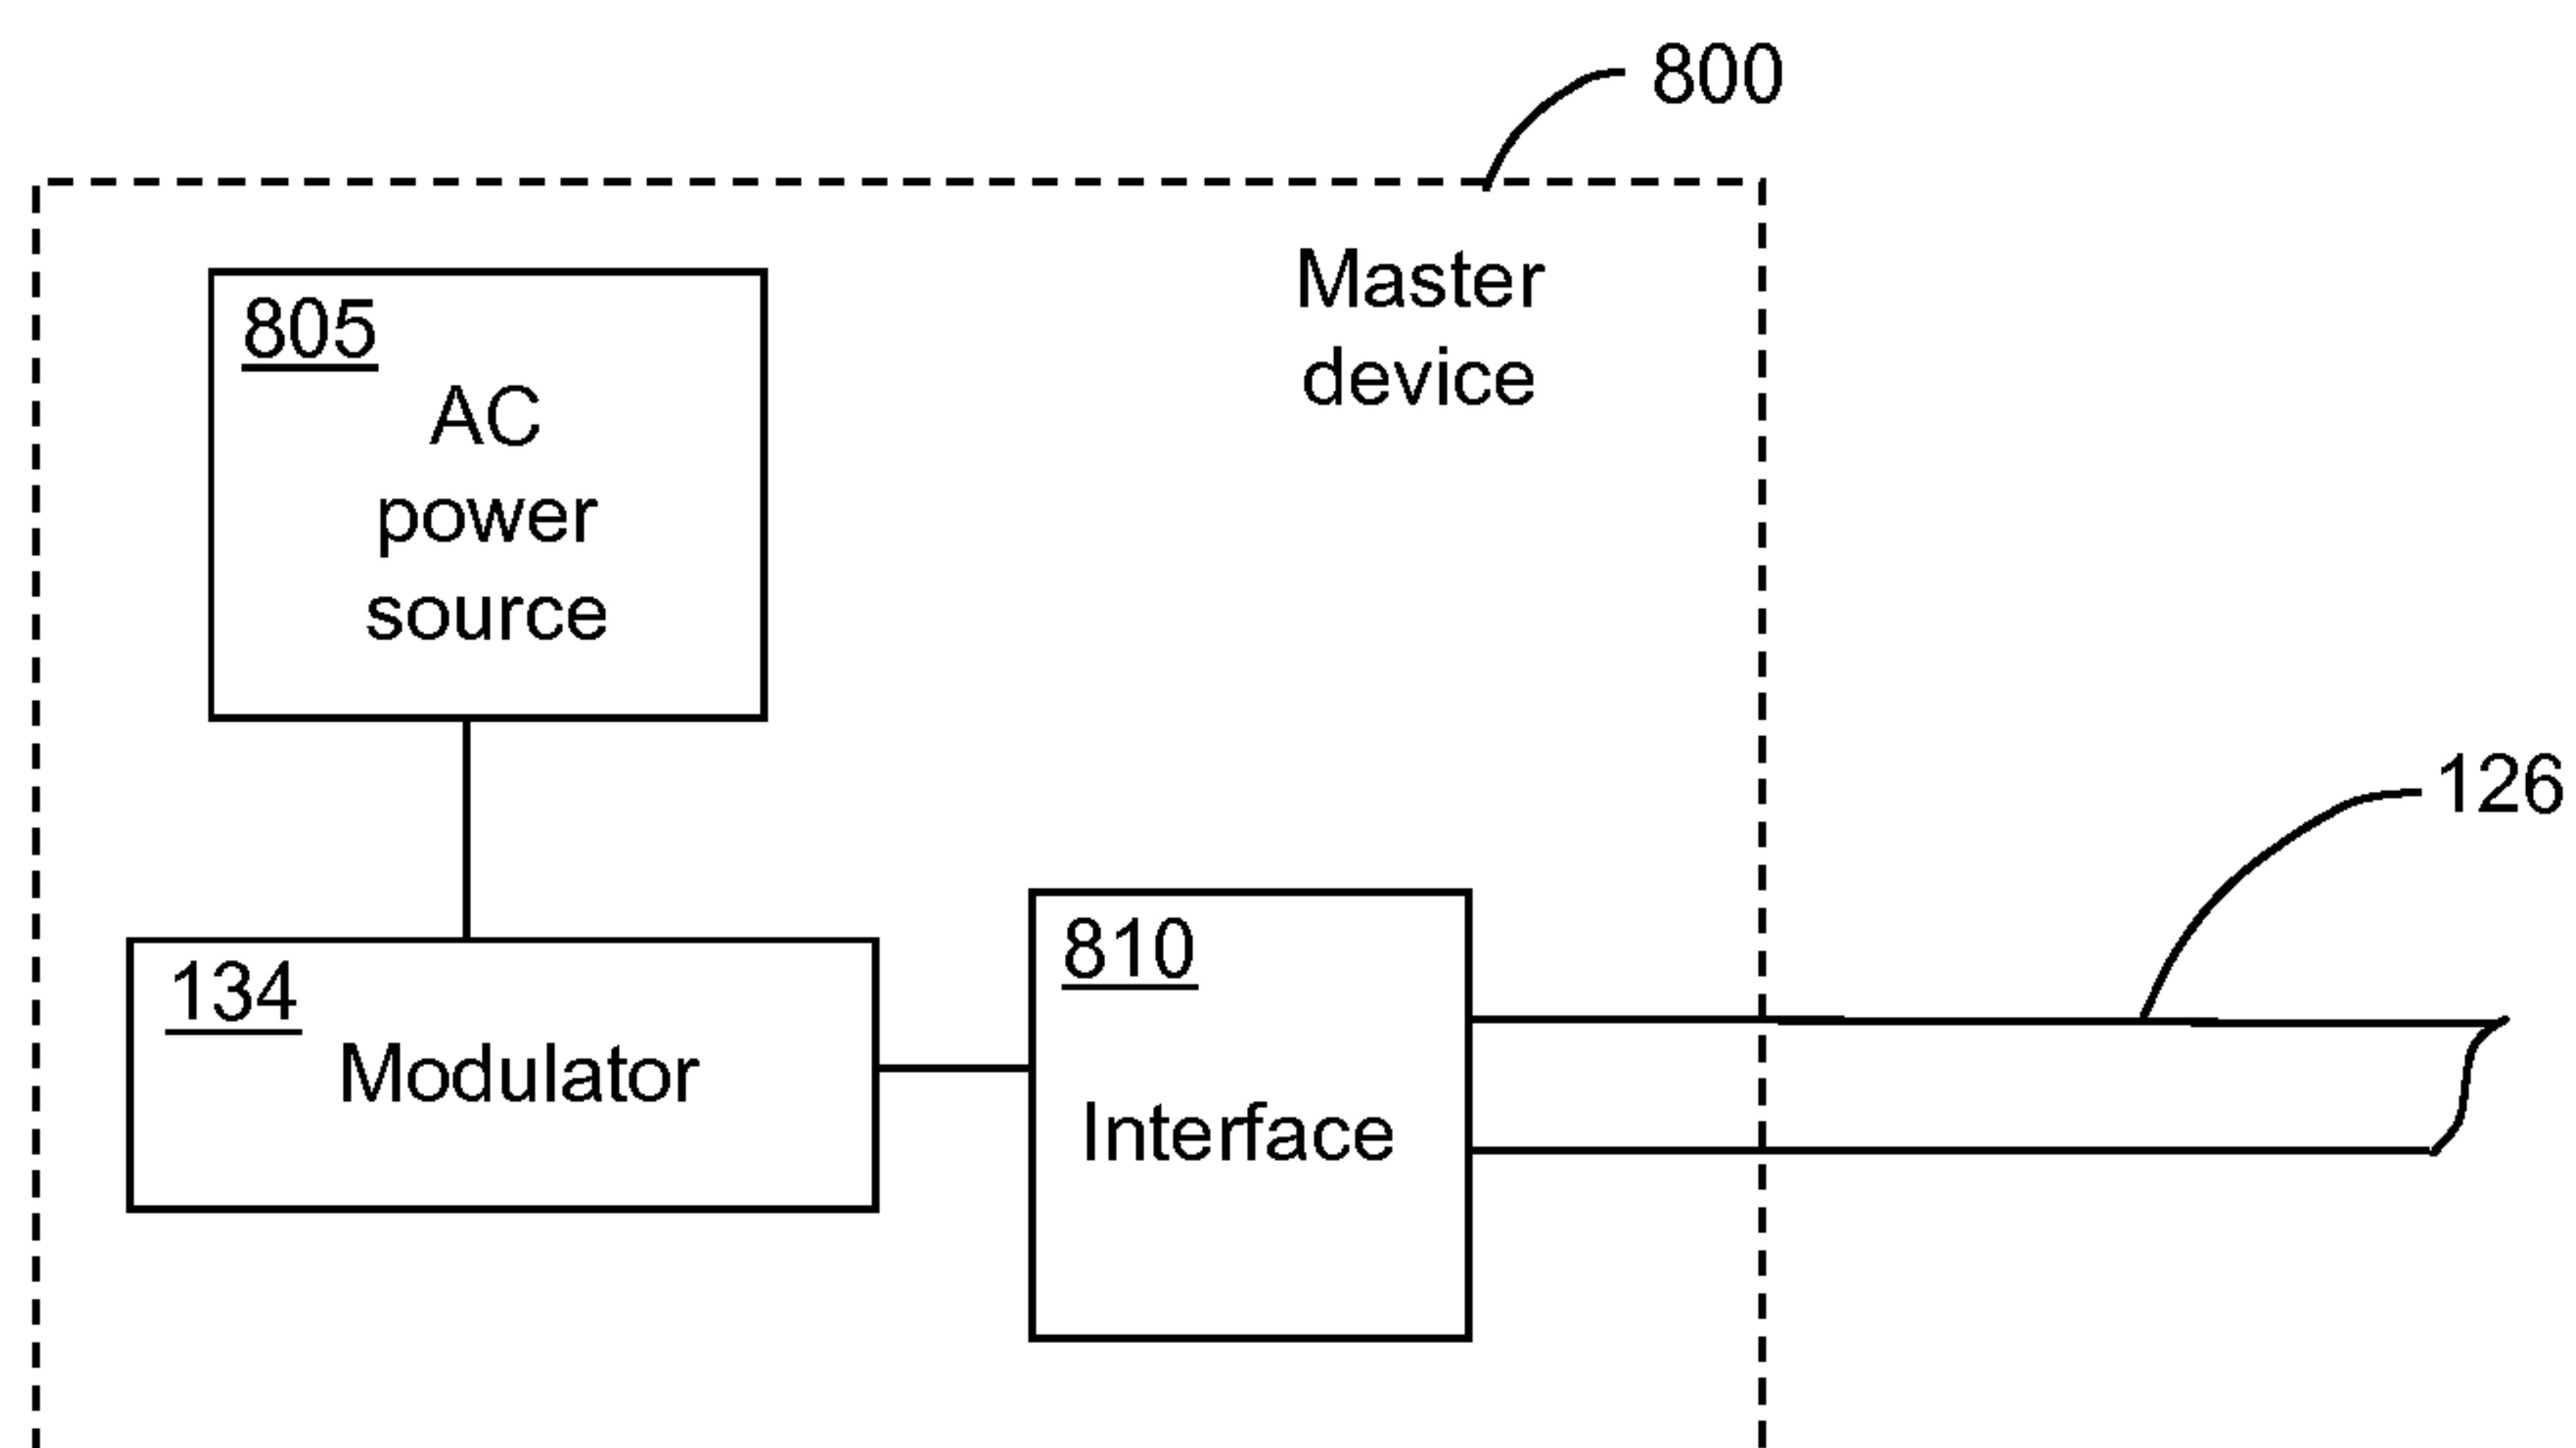 800
Master
device
805
AC
power
source
126
134
Modulator
810
Interface